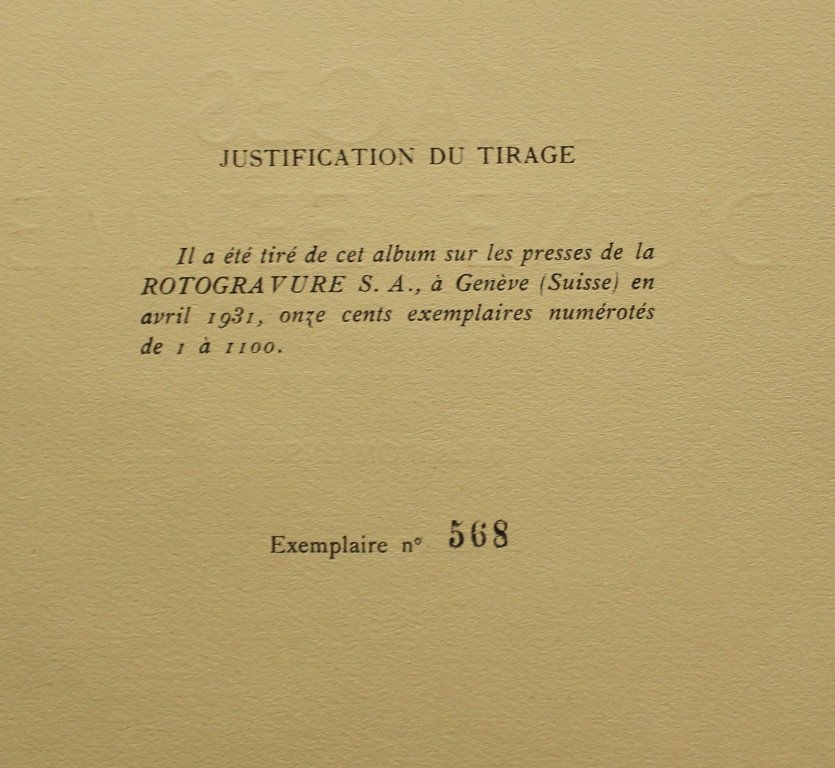 JUSTIFICATION DU TIRAGE
Il a été tiré de cet album sur les presses de la
ROTOGRAVURE S. A., à Genève (Suisse) en
avril 1931, onze cents exemplaires numérotés
de 1 à 1100.
Exemplaire n° 568